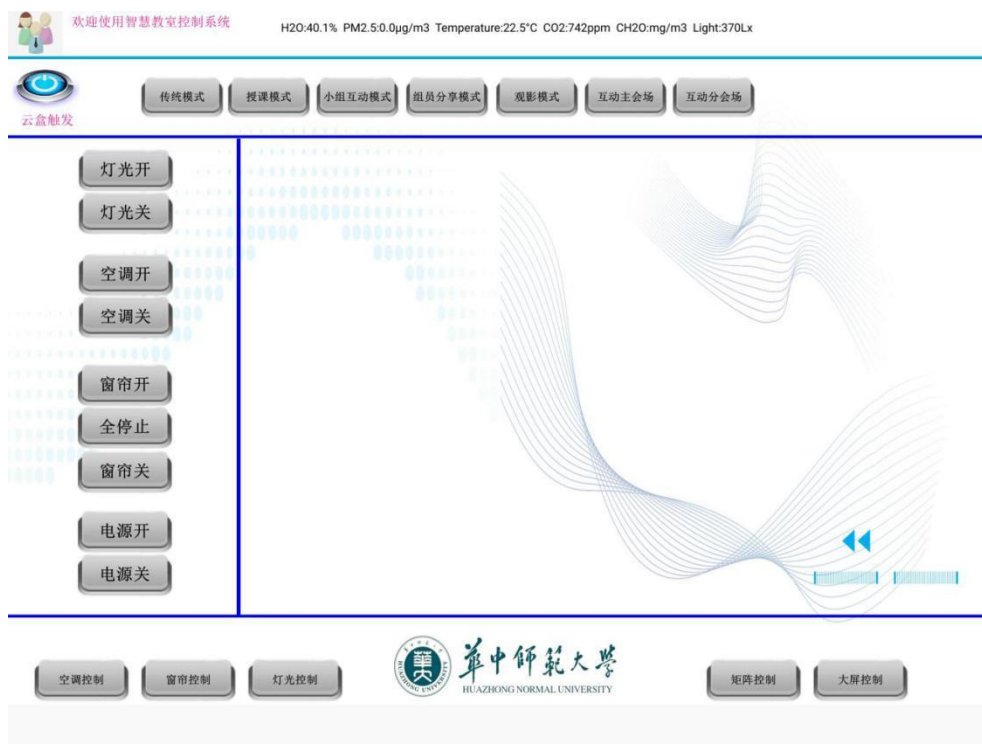 欢迎使用智慧教室控制系统
H2O:40.1% PM2.5:0.0μg/m3 Temperature:22.5°C CO2:742ppm CH2O:mg/m3 Light:370Lx
云盒触发
传统模式
授课模式
小组互动模式
组员分享模式
观影模式
互动主会场
互动分会场
灯光开
灯光关
空调开
空调关
窗帘开
全停止
窗帘关
电源开
电源关
空调控制
窗帘控制
灯光控制
華中師範大學
HUAZHONG NORMAL UNIVERSITY
矩阵控制
大屏控制